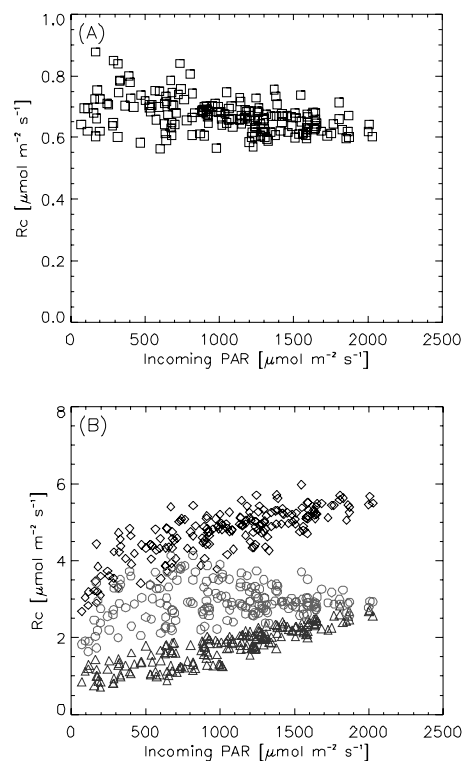 (A)
1.0
0.8
0.6
0.4
0.2
0.0
Rc [μmol m⁻² s⁻¹]
0 500 1000 1500 2000 2500
Incoming PAR [μmol m⁻² s⁻¹]
(B)
8
6
4
2
0
Rc [μmol m⁻² s⁻¹]
0 500 1000 1500 2000 2500
Incoming PAR [μmol m⁻² s⁻¹]